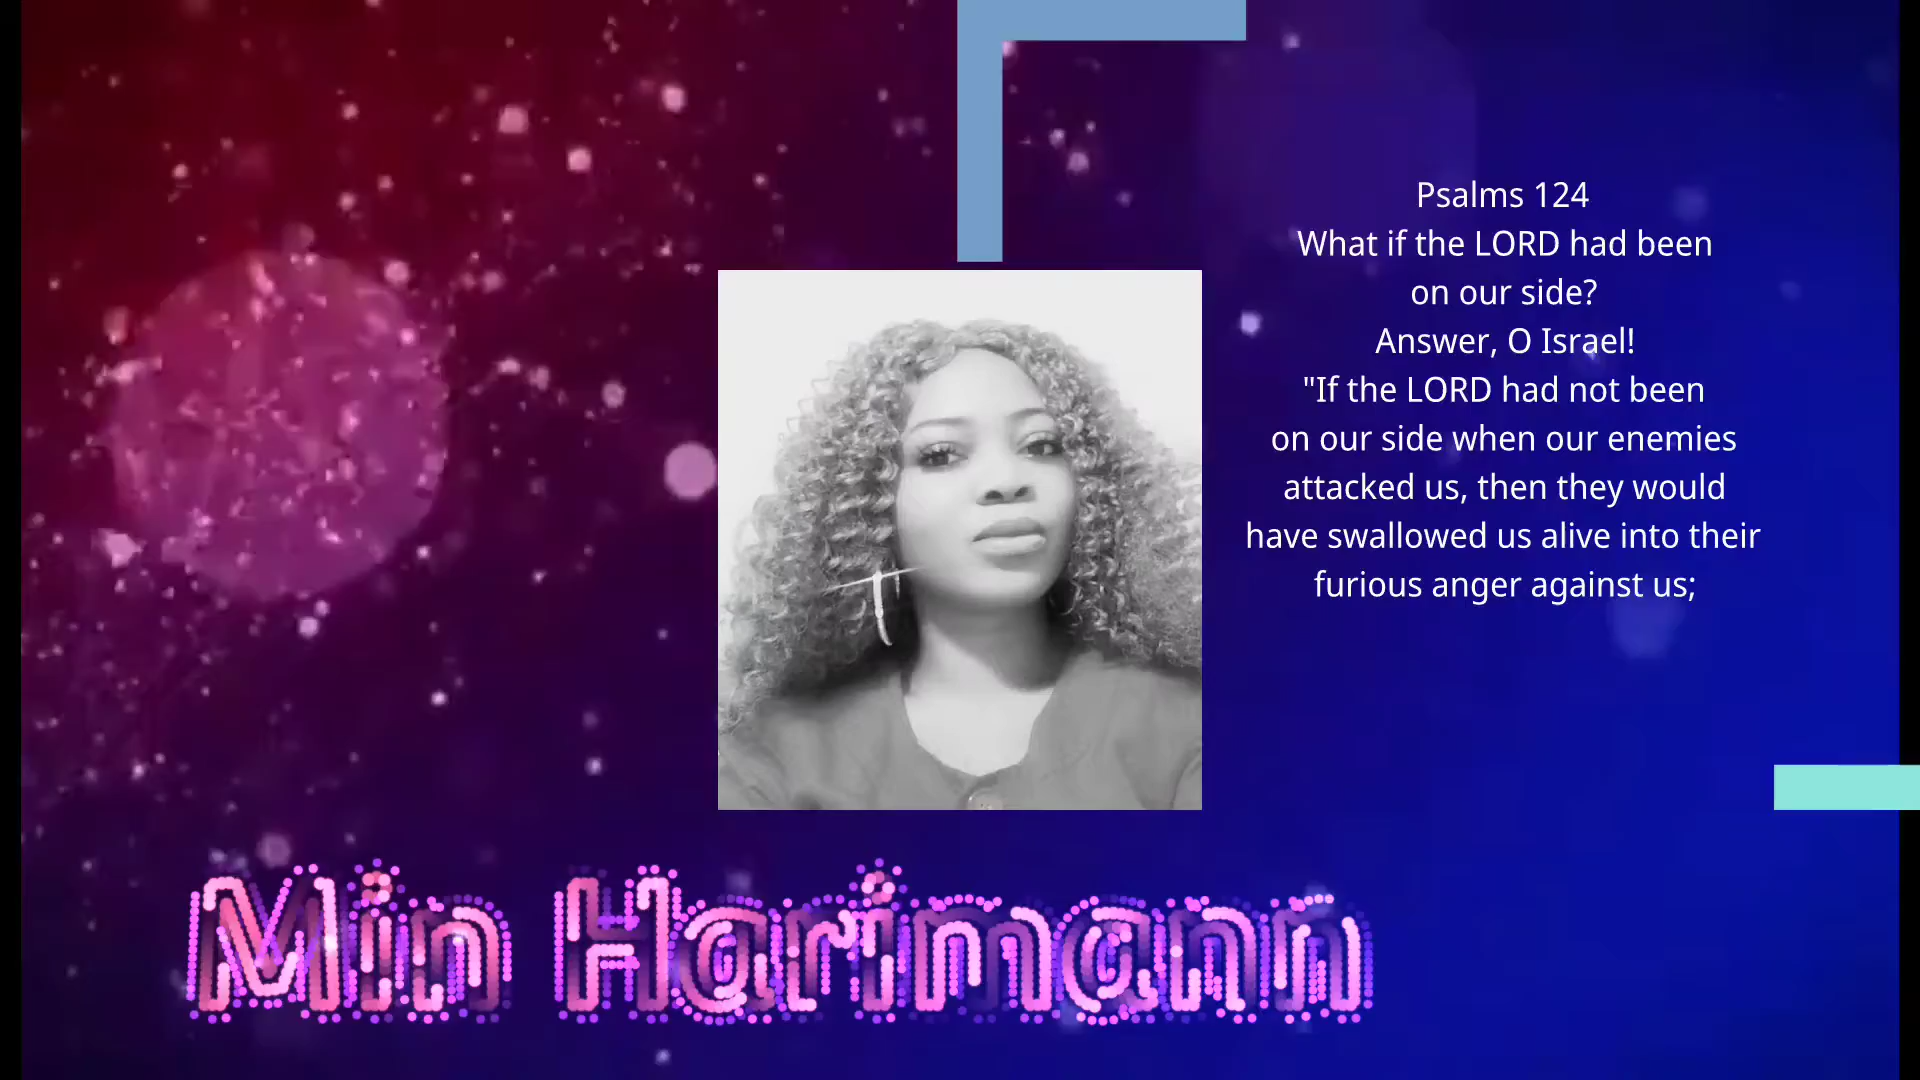 Psalms 124
What if the LORD had been
on our side?
Answer, O Israel!
"If the LORD had not been
on our side when our enemies
attacked us, then they would
have swallowed us alive into their
furious anger against us;
Min Harimann